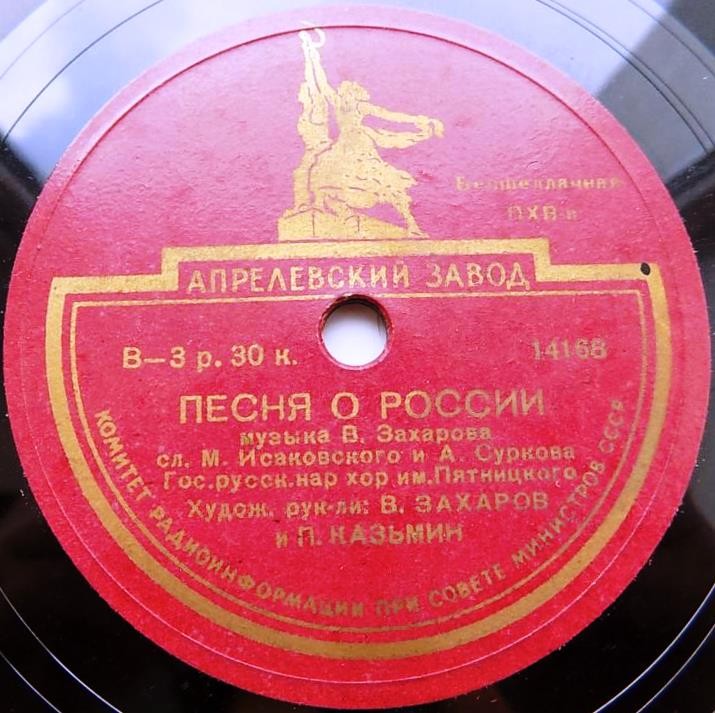 Бесшеллачная
ПХВ-п
АПРЕЛЕВСКИЙ ЗАВОД
В—3 р. 30 к.
14168
ПЕСНЯ О РОССИИ
музыка В. Захарова
сл. М. Исаковского и А. Суркова
Гос.русск.нар хор им.Пятницкого
Худож. рук-ли: В. ЗАХАРОВ
и П. КАЗЬМИН
КОМИТЕТ РАДИОИНФОРМАЦИИ ПРИ СОВЕТЕ МИНИСТРОВ СССР